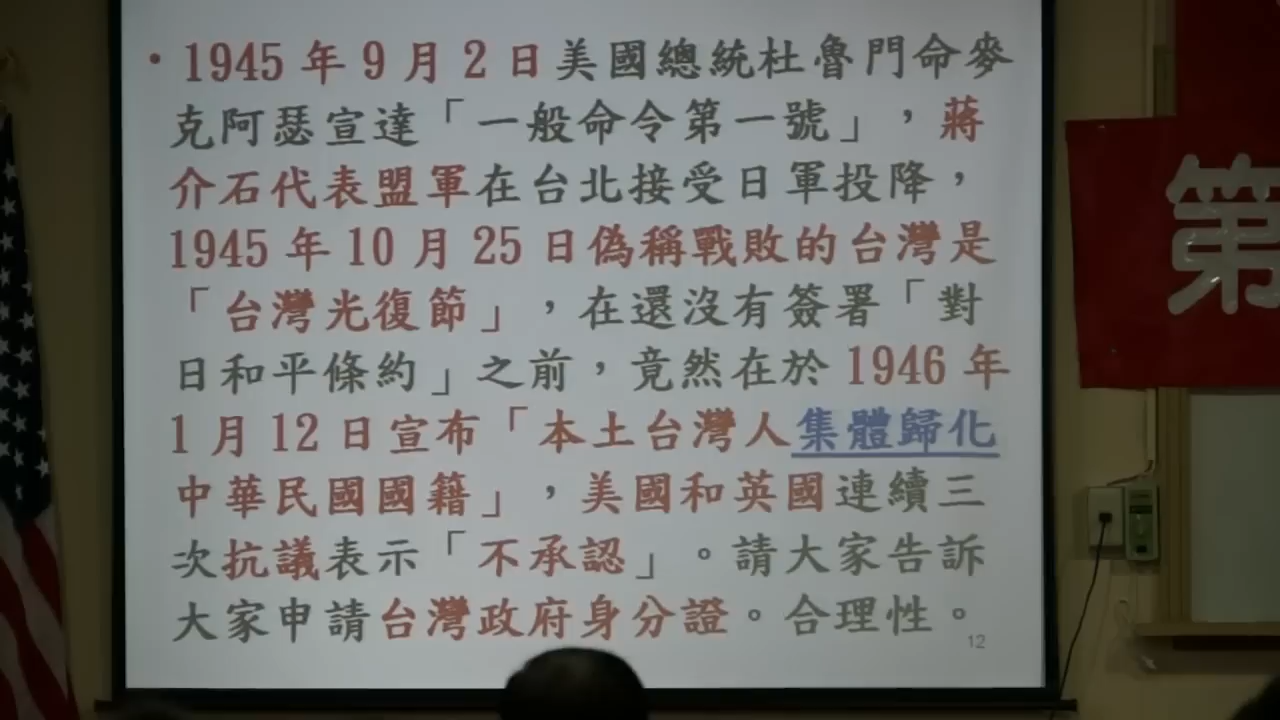 • 1945 年 9 月 2 日美國總統杜魯門命麥
克阿瑟宣達「一般命令第一號」，蔣
介石代表盟軍在台北接受日軍投降，
1945 年 10 月 25 日偽稱戰敗的台灣是
「台灣光復節」，在還沒有簽署「對
日和平條約」之前，竟然在於 1946 年
1 月 12 日宣布「本土台灣人集體歸化
中華民國國籍」，美國和英國連續三
次抗議表示「不承認」。請大家告訴
大家申請台灣政府身分證。合理性。
12
第